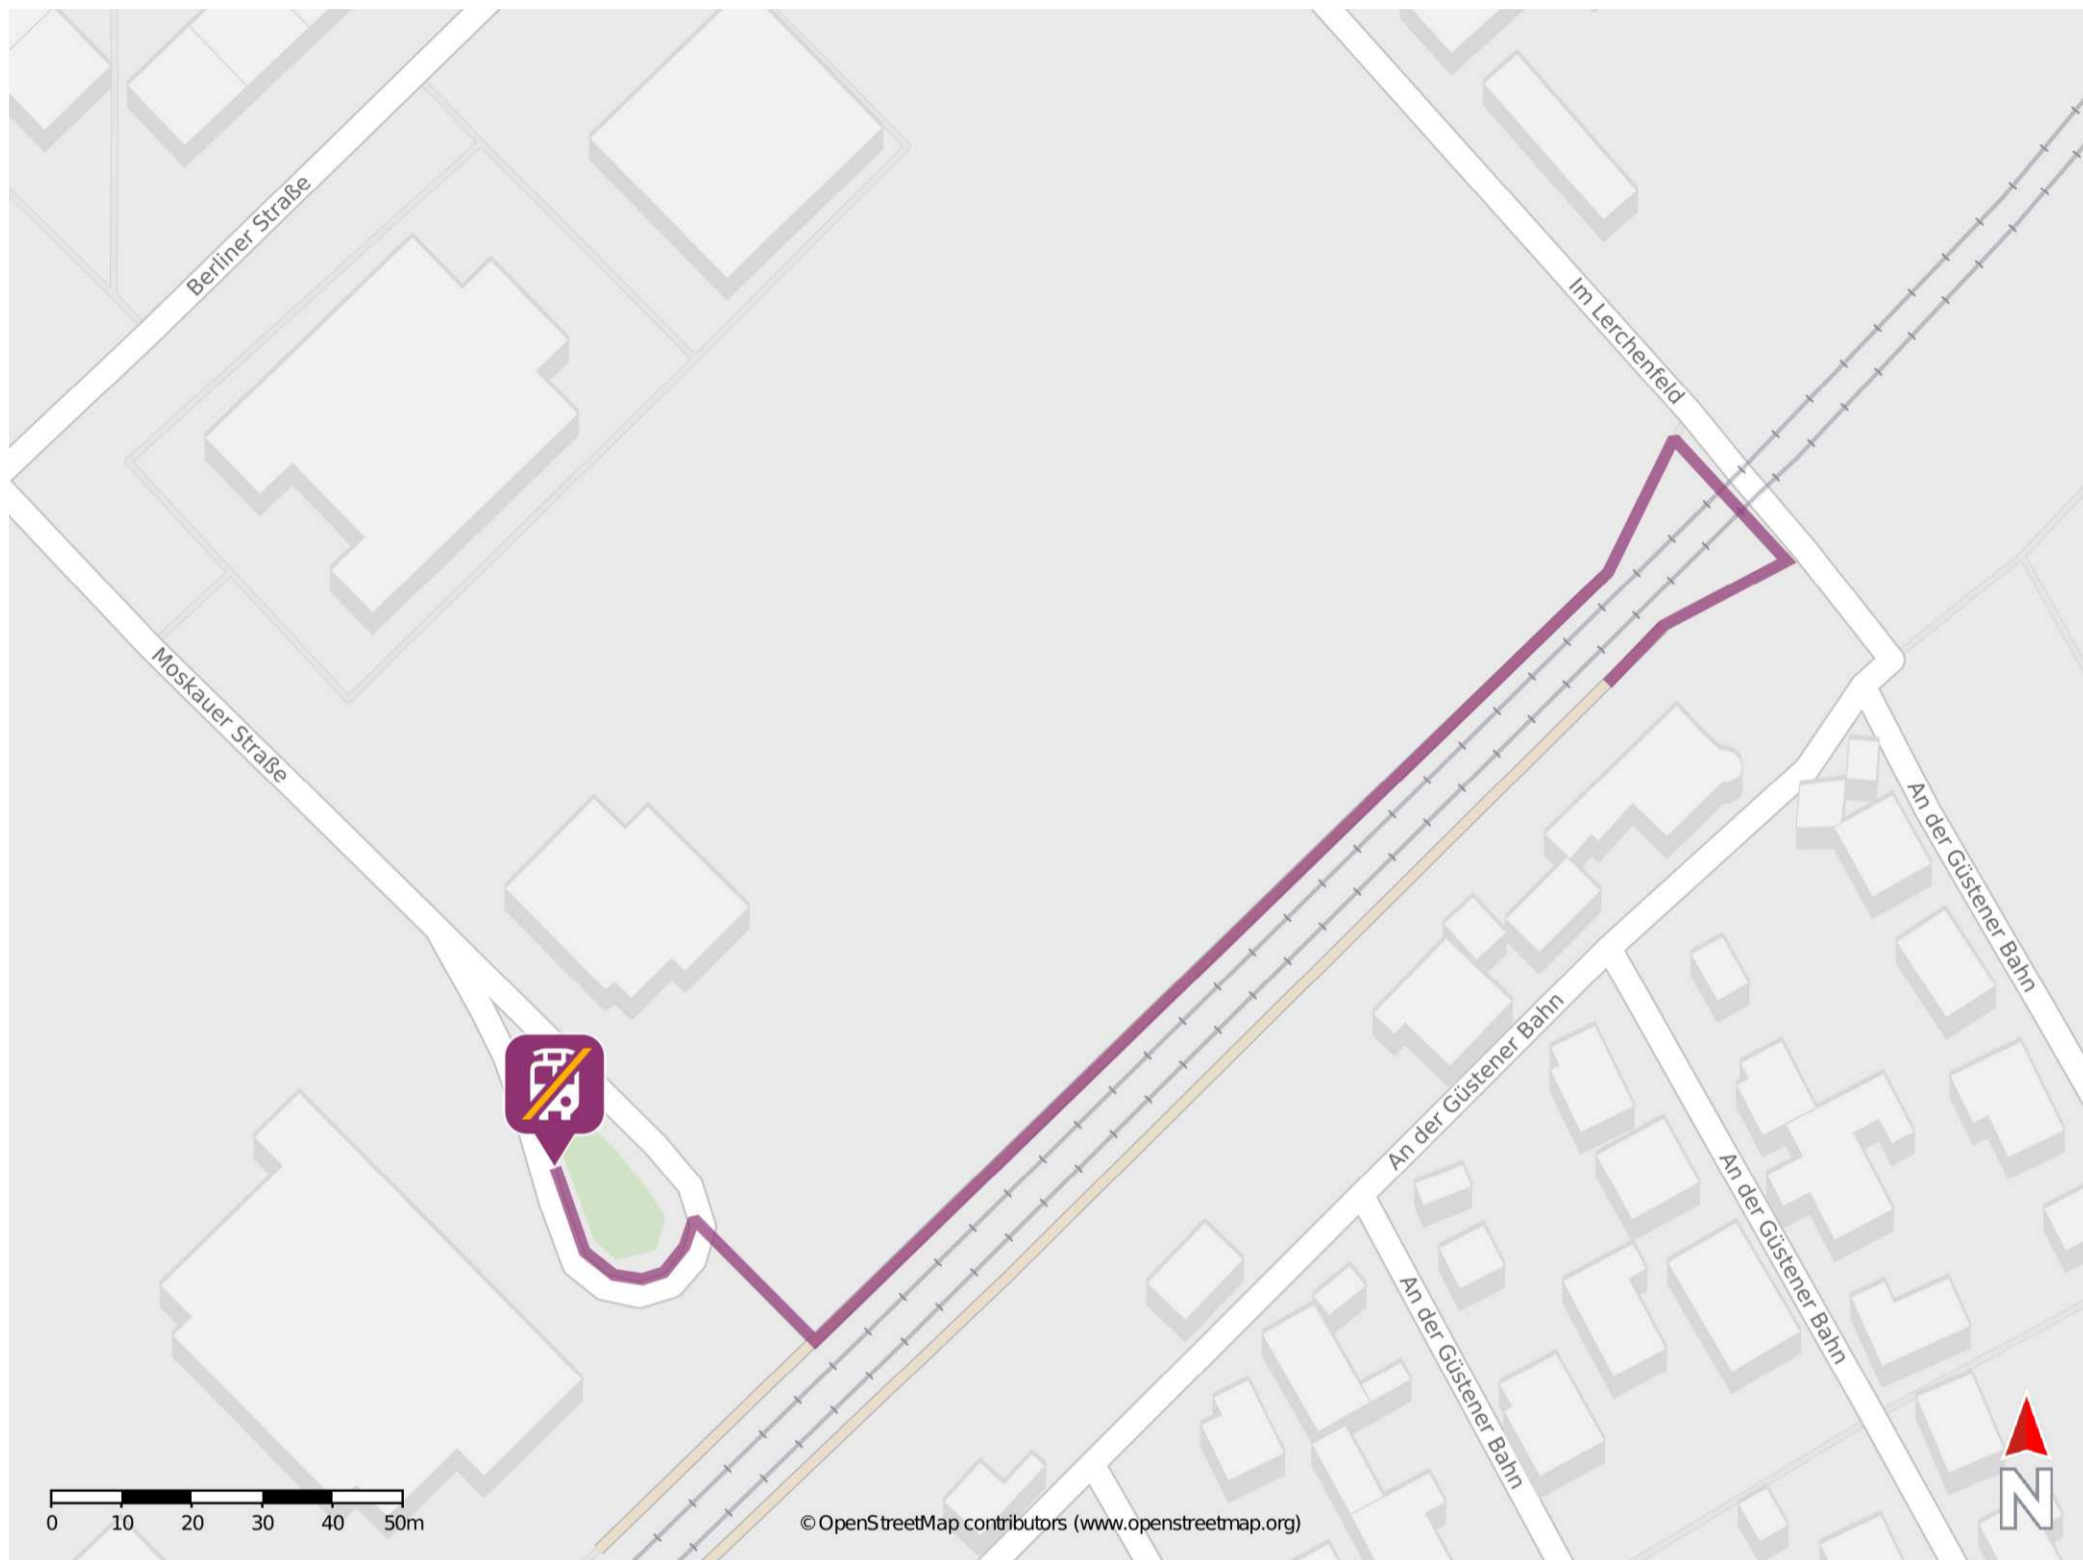 Berliner Straße
Im Lerchenfeld
Moskauer Straße
An der Güstener Bahn
An der Güstener Bahn
An der Güstener Bahn
An der Güstener Bahn
0 10 20 30 40 50m
© OpenStreetMap contributors (www.openstreetmap.org)
N